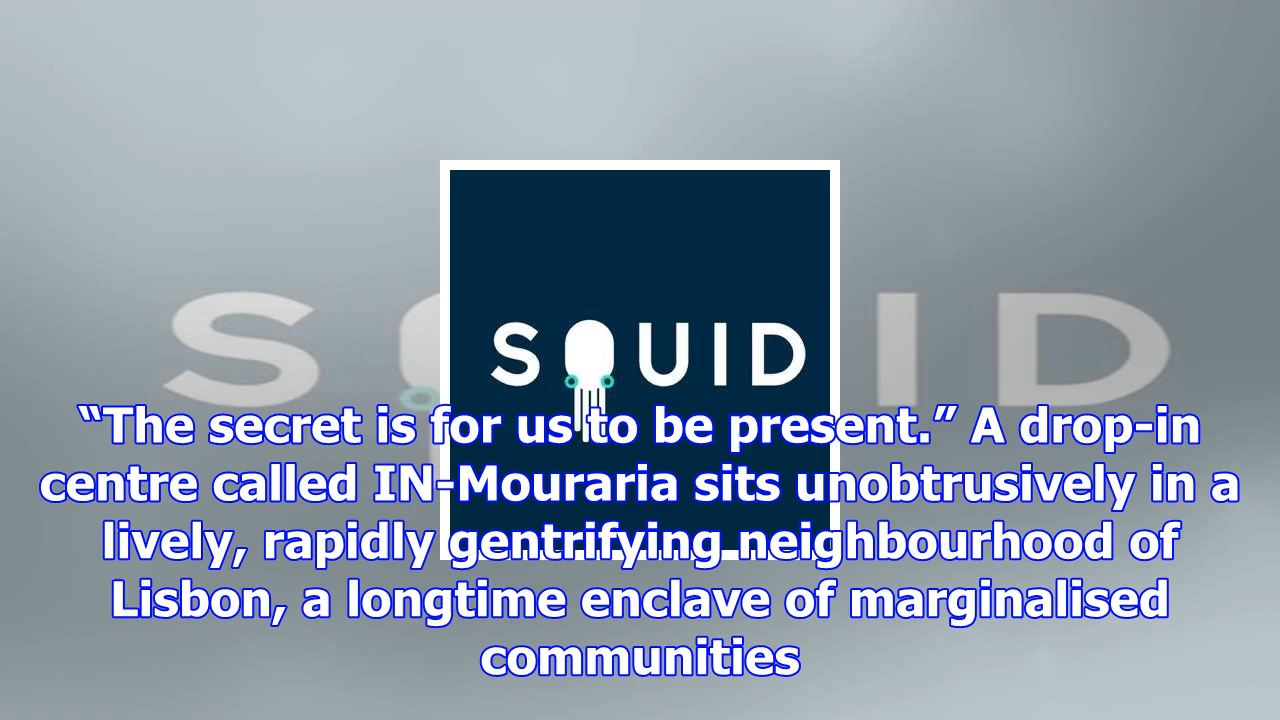 SQUID
“The secret is for us to be present.” A drop-in
centre called IN-Mouraria sits unobtrusively in a
lively, rapidly gentrifying neighbourhood of
Lisbon, a longtime enclave of marginalised
communities